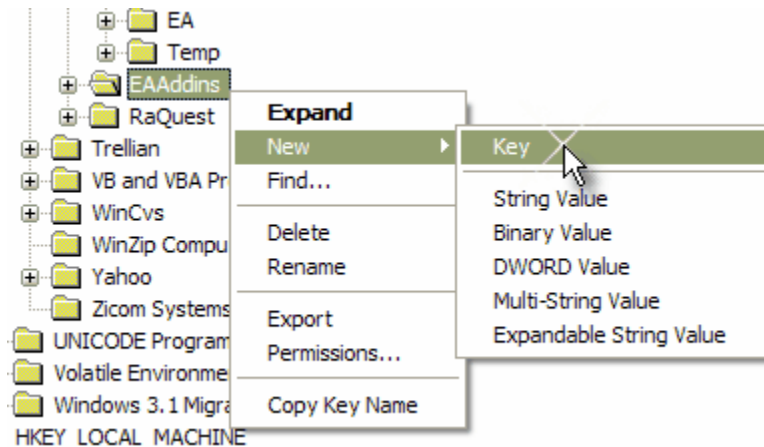 EA
Temp
EAAddins
RaQuest
Trellian
VB and VBA Pr
WinCvs
WinZip Compu
Yahoo
Zicom Systems
UNICODE Program
Volatile Environme
Windows 3.1 Migra
HKEY_LOCAL_MACHINE
Expand
New
Find...
Delete
Rename
Export
Permissions...
Copy Key Name
Key
String Value
Binary Value
DWORD Value
Multi-String Value
Expandable String Value